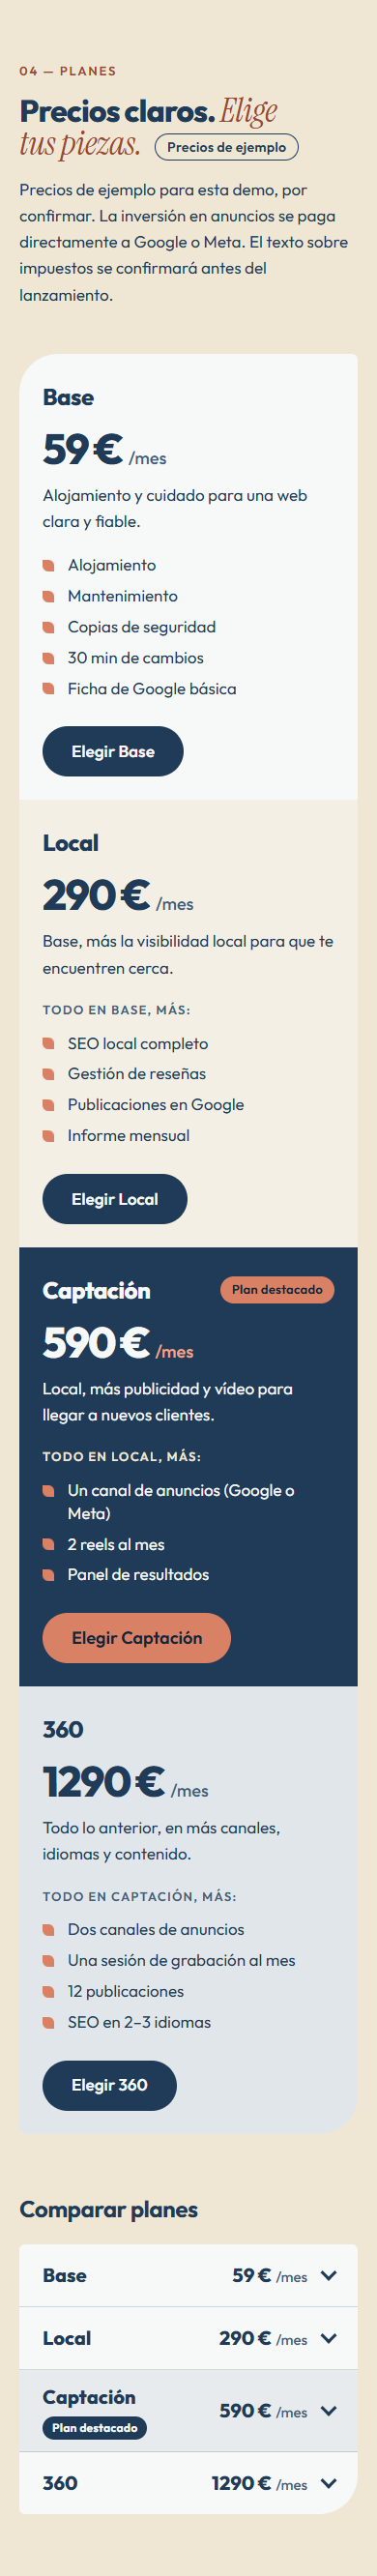 04 — PLANES
Precios claros. Elige
tus piezas. Precios de ejemplo
Precios de ejemplo para esta demo, por
confirmar. La inversión en anuncios se paga
directamente a Google o Meta. El texto sobre
impuestos se confirmará antes del
lanzamiento.
Base
59 € /mes
Alojamiento y cuidado para una web
clara y fiable.
Alojamiento
Mantenimiento
Copias de seguridad
30 min de cambios
Ficha de Google básica
Elegir Base
Local
290 € /mes
Base, más la visibilidad local para que te
encuentren cerca.
TODO EN BASE, MÁS:
SEO local completo
Gestión de reseñas
Publicaciones en Google
Informe mensual
Elegir Local
Captación Plan destacado
590 € /mes
Local, más publicidad y vídeo para
llegar a nuevos clientes.
TODO EN LOCAL, MÁS:
Un canal de anuncios (Google o
Meta)
2 reels al mes
Panel de resultados
Elegir Captación
360
1290 € /mes
Todo lo anterior, en más canales,
idiomas y contenido.
TODO EN CAPTACIÓN, MÁS:
Dos canales de anuncios
Una sesión de grabación al mes
12 publicaciones
SEO en 2–3 idiomas
Elegir 360
Comparar planes
Base 59 € /mes
Local 290 € /mes
Captación 590 € /mes
Plan destacado
360 1290 € /mes